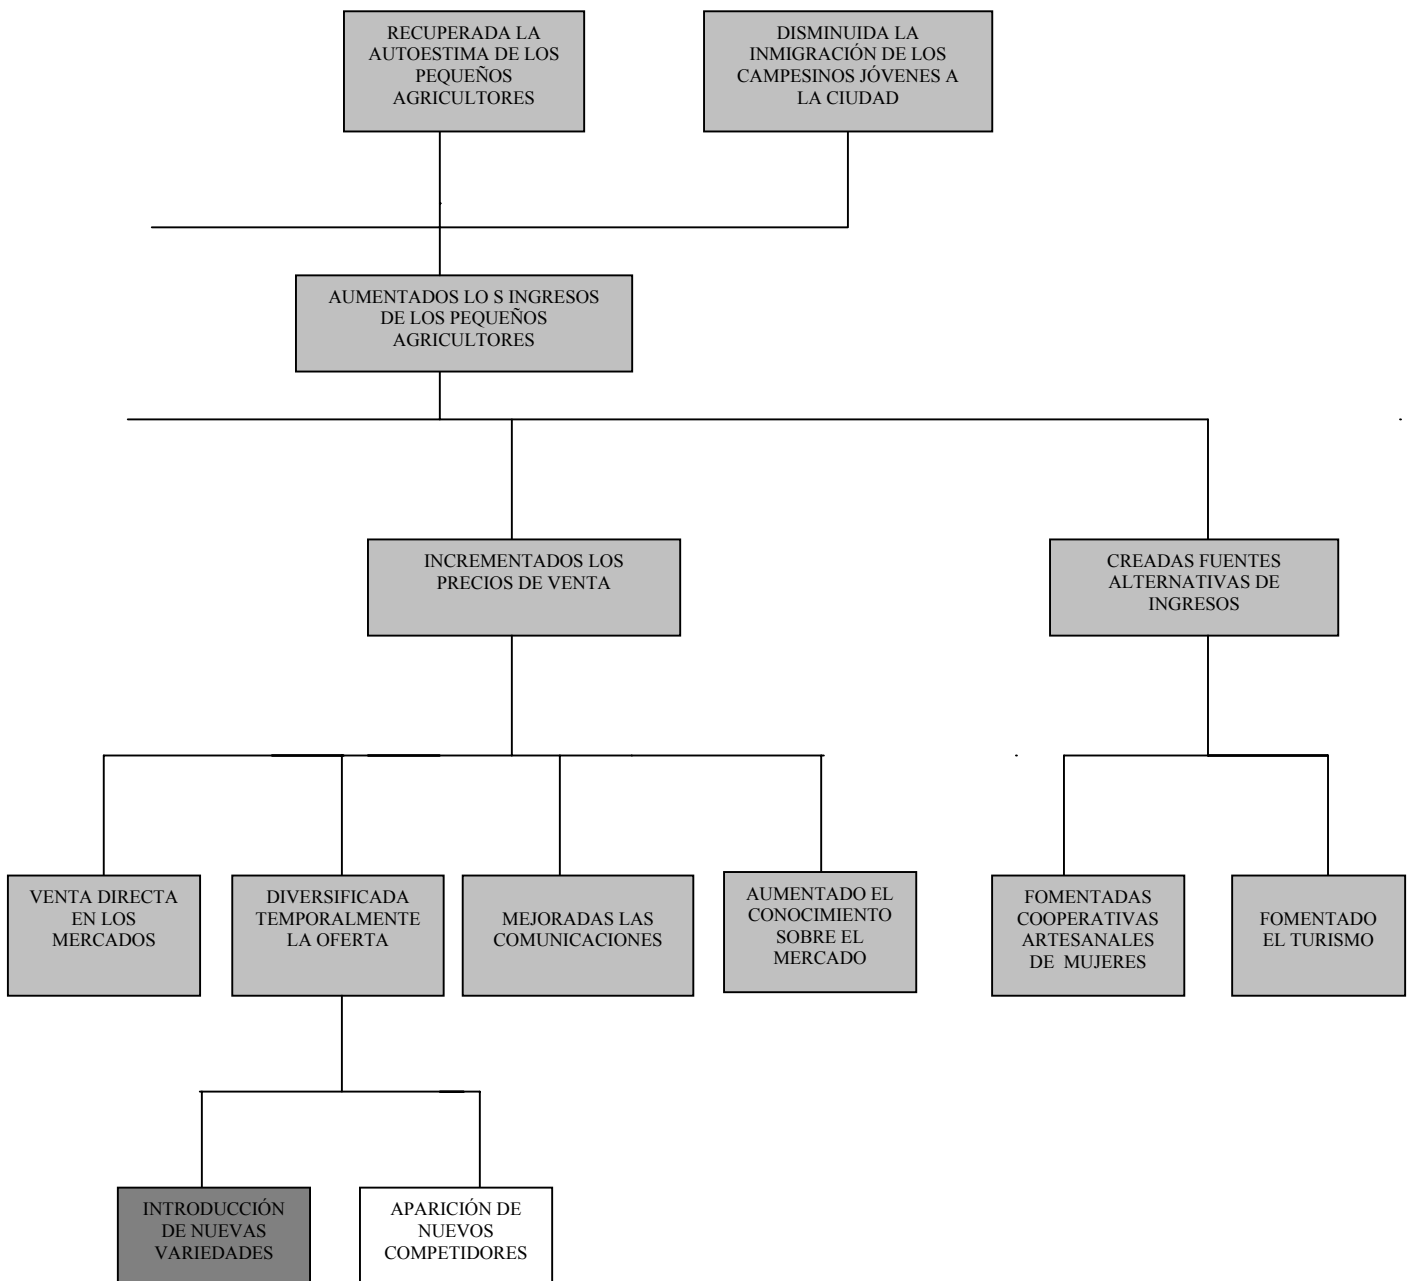 RECUPERADA LA
AUTOESTIMA DE LOS
PEQUEÑOS
AGRICULTORES
DISMINUIDA LA
INMIGRACIÓN DE LOS
CAMPESINOS JÓVENES A
LA CIUDAD
AUMENTADOS LO S INGRESOS
DE LOS PEQUEÑOS
AGRICULTORES
INCREMENTADOS LOS
PRECIOS DE VENTA
CREADAS FUENTES
ALTERNATIVAS DE
INGRESOS
VENTA DIRECTA
EN LOS
MERCADOS
DIVERSIFICADA
TEMPORALMENTE
LA OFERTA
MEJORADAS LAS
COMUNICACIONES
AUMENTADO EL
CONOCIMIENTO
SOBRE EL
MERCADO
FOMENTADAS
COOPERATIVAS
ARTESANALES
DE MUJERES
FOMENTADO
EL TURISMO
INTRODUCCIÓN
DE NUEVAS
VARIEDADES
APARICIÓN DE
NUEVOS
COMPETIDORES